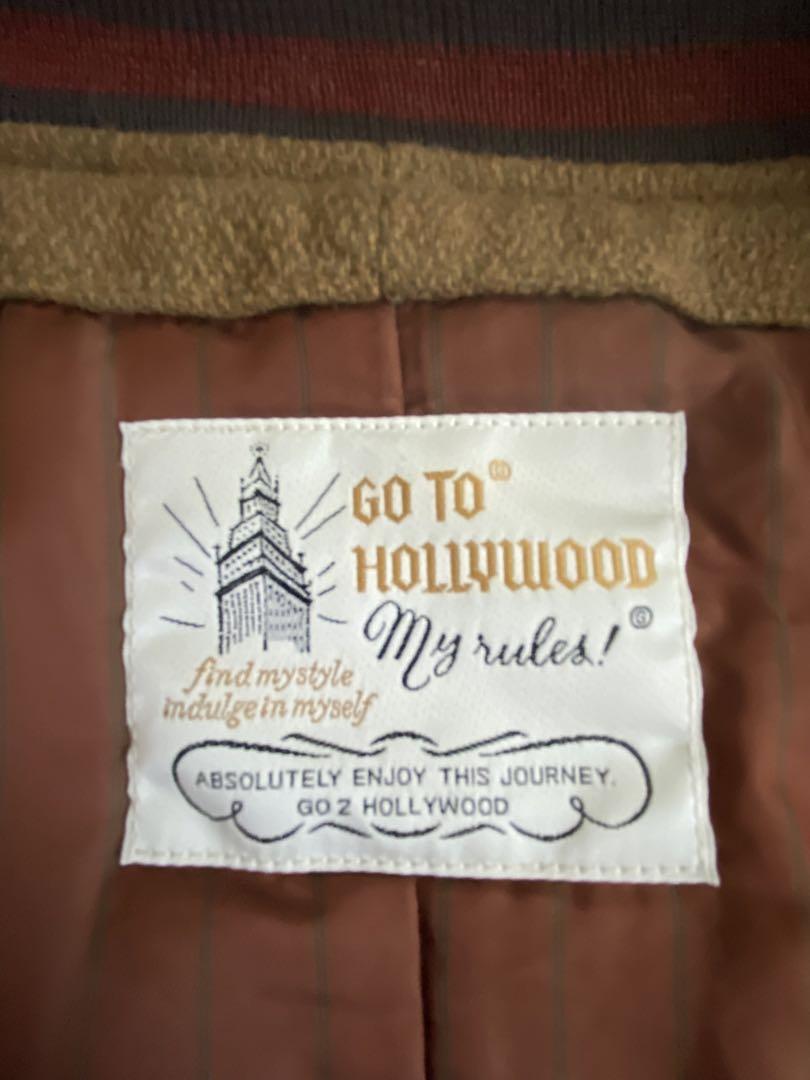 GO TO
HOLLYWOOD
My rules!
find mystyle
indulge in myself
ABSOLUTELY ENJOY THIS JOURNEY.
GO 2 HOLLYWOOD